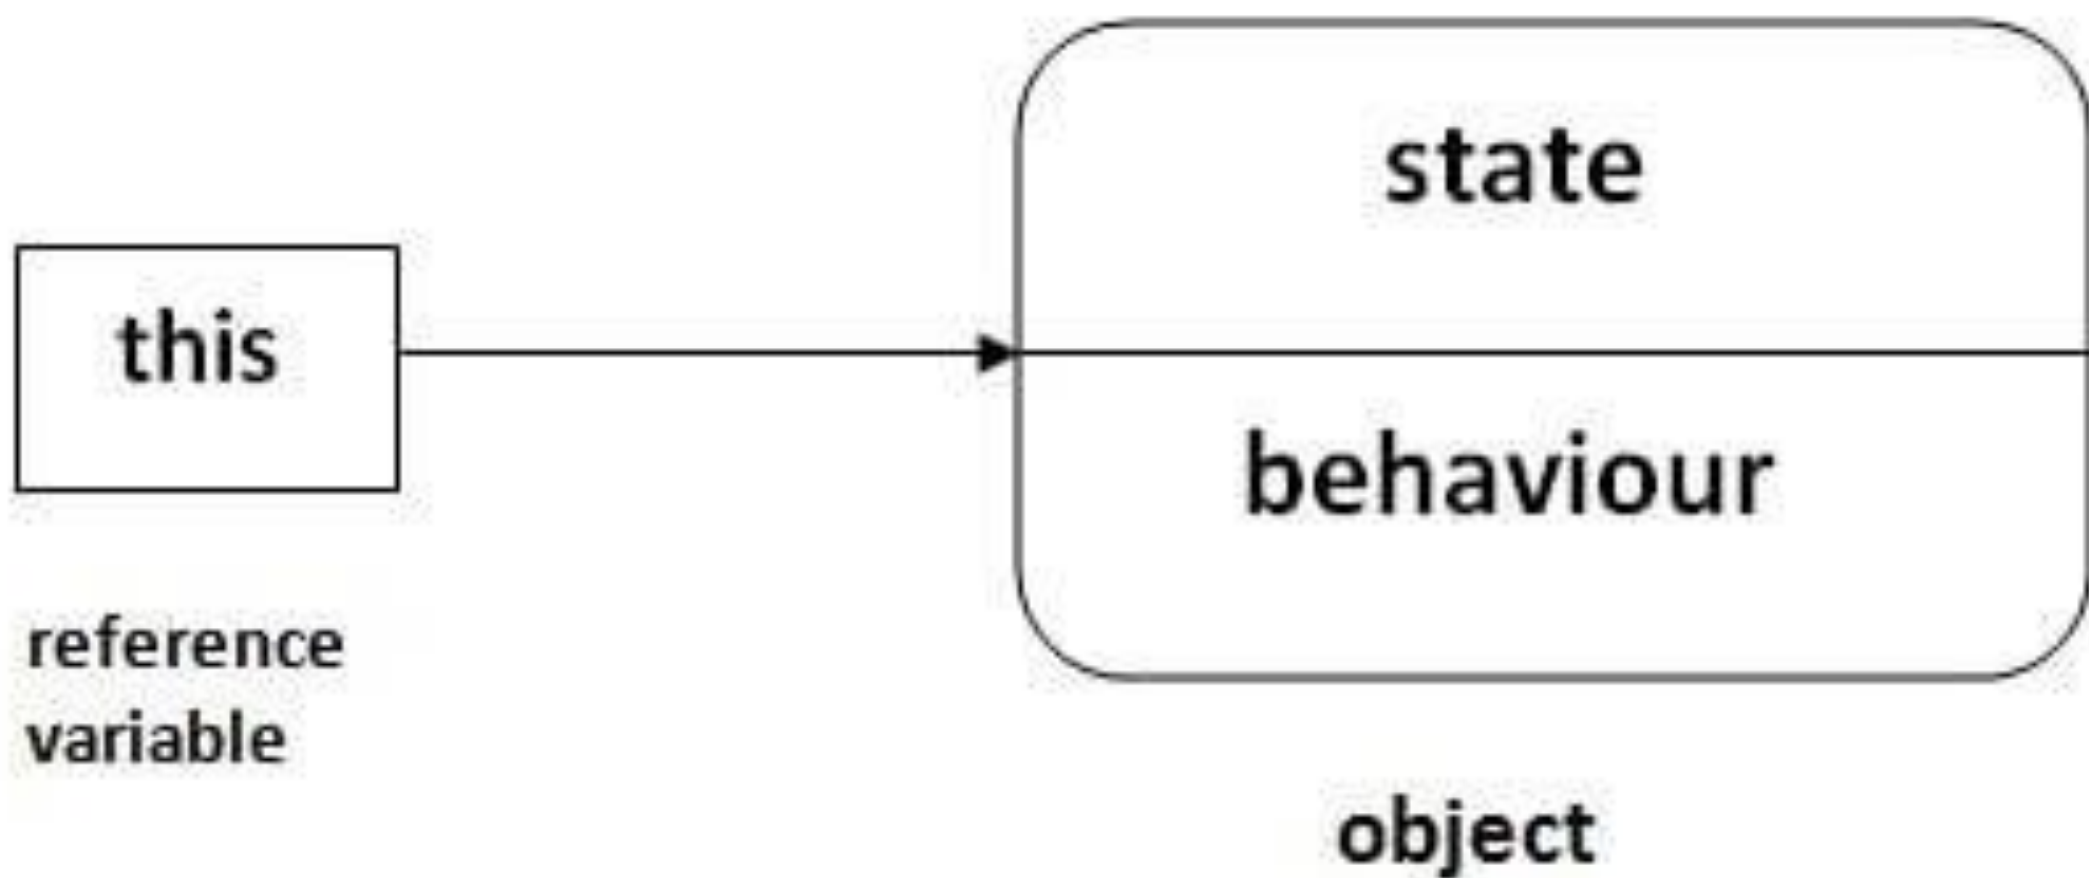 this
reference
variable
state
behaviour
object